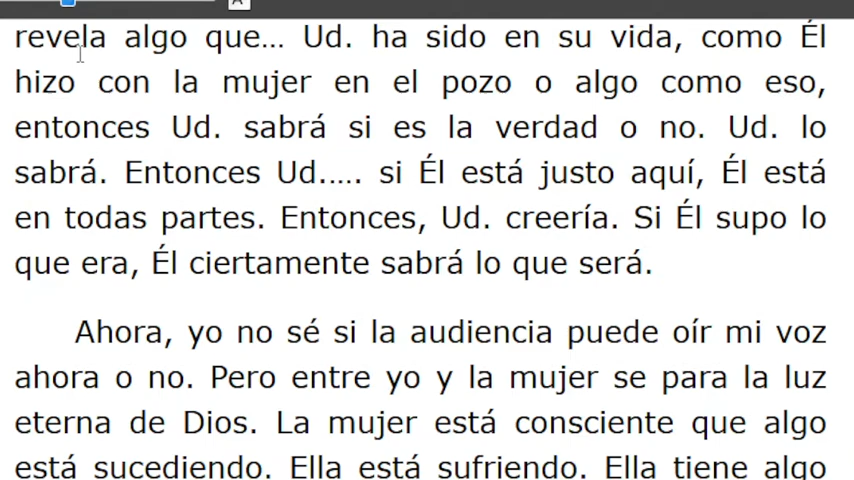 revela algo que… Ud. ha sido en su vida, como Él
hizo con la mujer en el pozo o algo como eso,
entonces Ud. sabrá si es la verdad o no. Ud. lo
sabrá. Entonces Ud.…. si Él está justo aquí, Él está
en todas partes. Entonces, Ud. creería. Si Él supo lo
que era, Él ciertamente sabrá lo que será.
Ahora, yo no sé si la audiencia puede oír mi voz
ahora o no. Pero entre yo y la mujer se para la luz
eterna de Dios. La mujer está consciente que algo
está sucediendo. Ella está sufriendo. Ella tiene algo